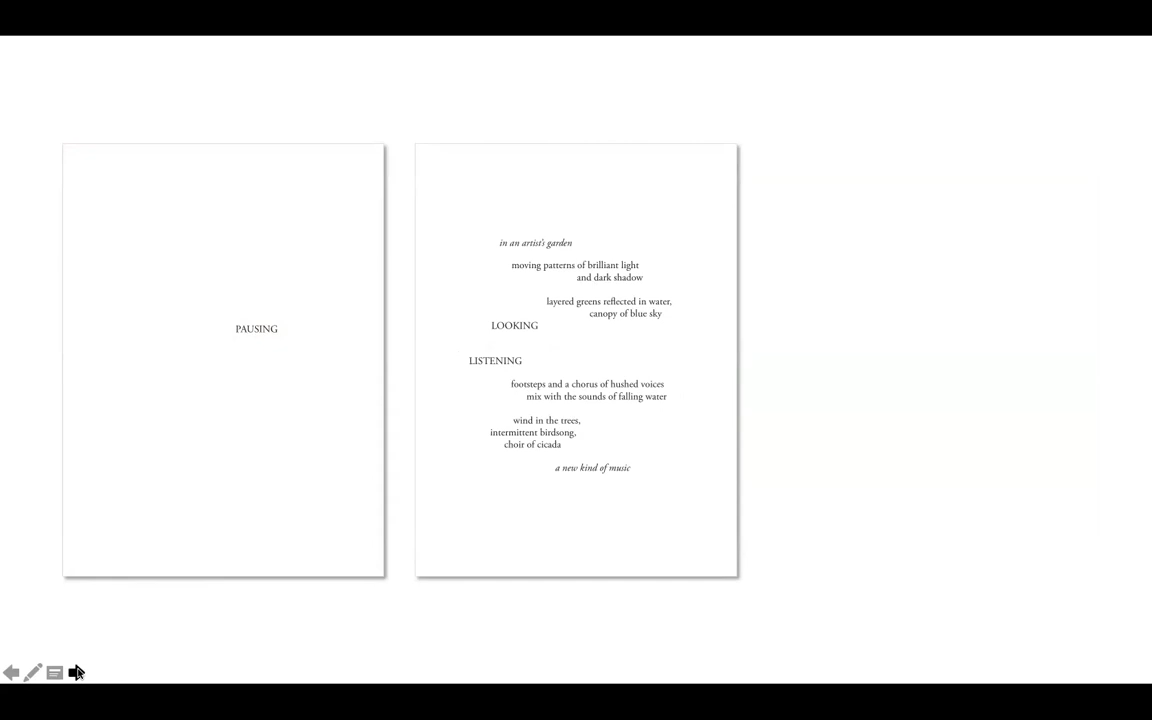 PAUSING
in an artist's garden
moving patterns of brilliant light
and dark shadow
layered greens reflected in water,
canopy of blue sky
LOOKING
LISTENING
footsteps and a chorus of hushed voices
mix with the sounds of falling water
wind in the trees,
intermittent birdsong,
choir of cicada
a new kind of music